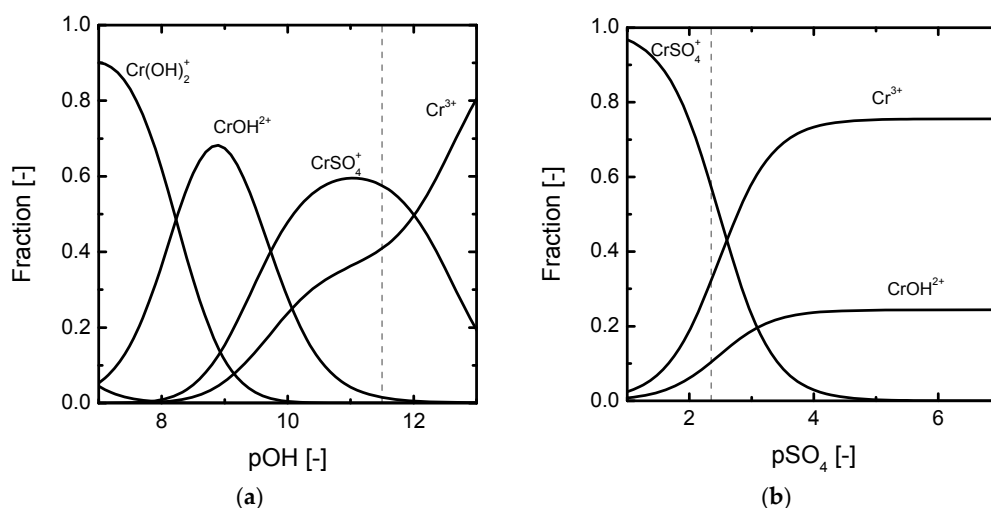 Fraction [-]
1.0
0.8
0.6
0.4
0.2
0.0
8
10
12
pOH [-]
Cr(OH)₂⁺
CrOH²⁺
CrSO₄⁺
Cr³⁺
(a)
Fraction [-]
1.0
0.8
0.6
0.4
0.2
0.0
2
4
6
pSO₄ [-]
CrSO₄⁺
Cr³⁺
CrOH²⁺
(b)